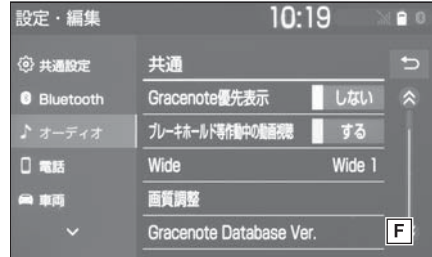 設定・編集
10:19
共通設定
共通
Bluetooth
Gracenote優先表示
しない
オーディオ
ブレーキホールド等作動中の動画視聴
する
電話
Wide
Wide 1
車両
画質調整
Gracenote Database Ver.
F